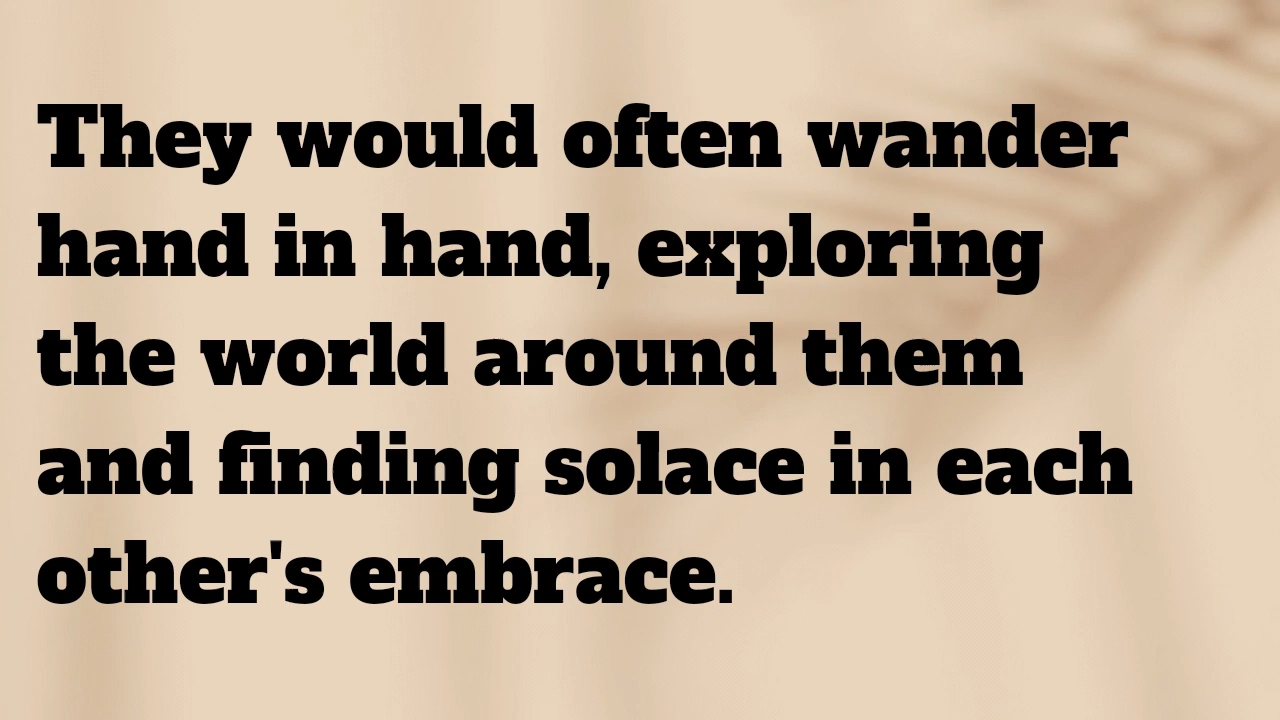 They would often wander
hand in hand, exploring
the world around them
and finding solace in each
other's embrace.